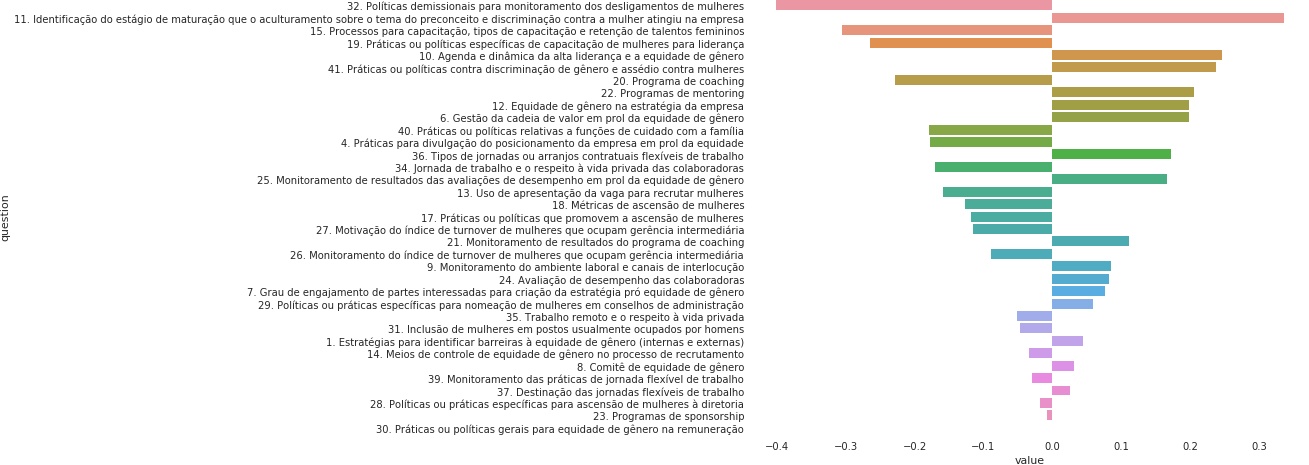 32. Políticas demissionais para monitoramento dos desligamentos de mulheres
11. Identificação do estágio de maturação que o aculturamento sobre o tema do preconceito e discriminação contra a mulher atingiu na empresa
15. Processos para capacitação, tipos de capacitação e retenção de talentos femininos
19. Práticas ou políticas específicas de capacitação de mulheres para liderança
10. Agenda e dinâmica da alta liderança e a equidade de gênero
41. Práticas ou políticas contra discriminação de gênero e assédio contra mulheres
20. Programa de coaching
22. Programas de mentoring
12. Equidade de gênero na estratégia da empresa
6. Gestão da cadeia de valor em prol da equidade de gênero
40. Práticas ou políticas relativas a funções de cuidado com a família
4. Práticas para divulgação do posicionamento da empresa em prol da equidade
36. Tipos de jornadas ou arranjos contratuais flexíveis de trabalho
34. Jornada de trabalho e o respeito à vida privada das colaboradoras
25. Monitoramento de resultados das avaliações de desempenho em prol da equidade de gênero
13. Uso de apresentação da vaga para recrutar mulheres
18. Métricas de ascensão de mulheres
17. Práticas ou políticas que promovem a ascensão de mulheres
27. Motivação do índice de turnover de mulheres que ocupam gerência intermediária
21. Monitoramento de resultados do programa de coaching
26. Monitoramento do índice de turnover de mulheres que ocupam gerência intermediária
9. Monitoramento do ambiente laboral e canais de interlocução
24. Avaliação de desempenho das colaboradoras
7. Grau de engajamento de partes interessadas para criação da estratégia pró equidade de gênero
29. Políticas ou práticas específicas para nomeação de mulheres em conselhos de administração
35. Trabalho remoto e o respeito à vida privada
31. Inclusão de mulheres em postos usualmente ocupados por homens
1. Estratégias para identificar barreiras à equidade de gênero (internas e externas)
14. Meios de controle de equidade de gênero no processo de recrutamento
8. Comitê de equidade de gênero
39. Monitoramento das práticas de jornada flexível de trabalho
37. Destinação das jornadas flexíveis de trabalho
28. Políticas ou práticas específicas para ascensão de mulheres à diretoria
23. Programas de sponsorship
30. Práticas ou políticas gerais para equidade de gênero na remuneração
question
−0.4 −0.3 −0.2 −0.1 0.0 0.1 0.2 0.3
value